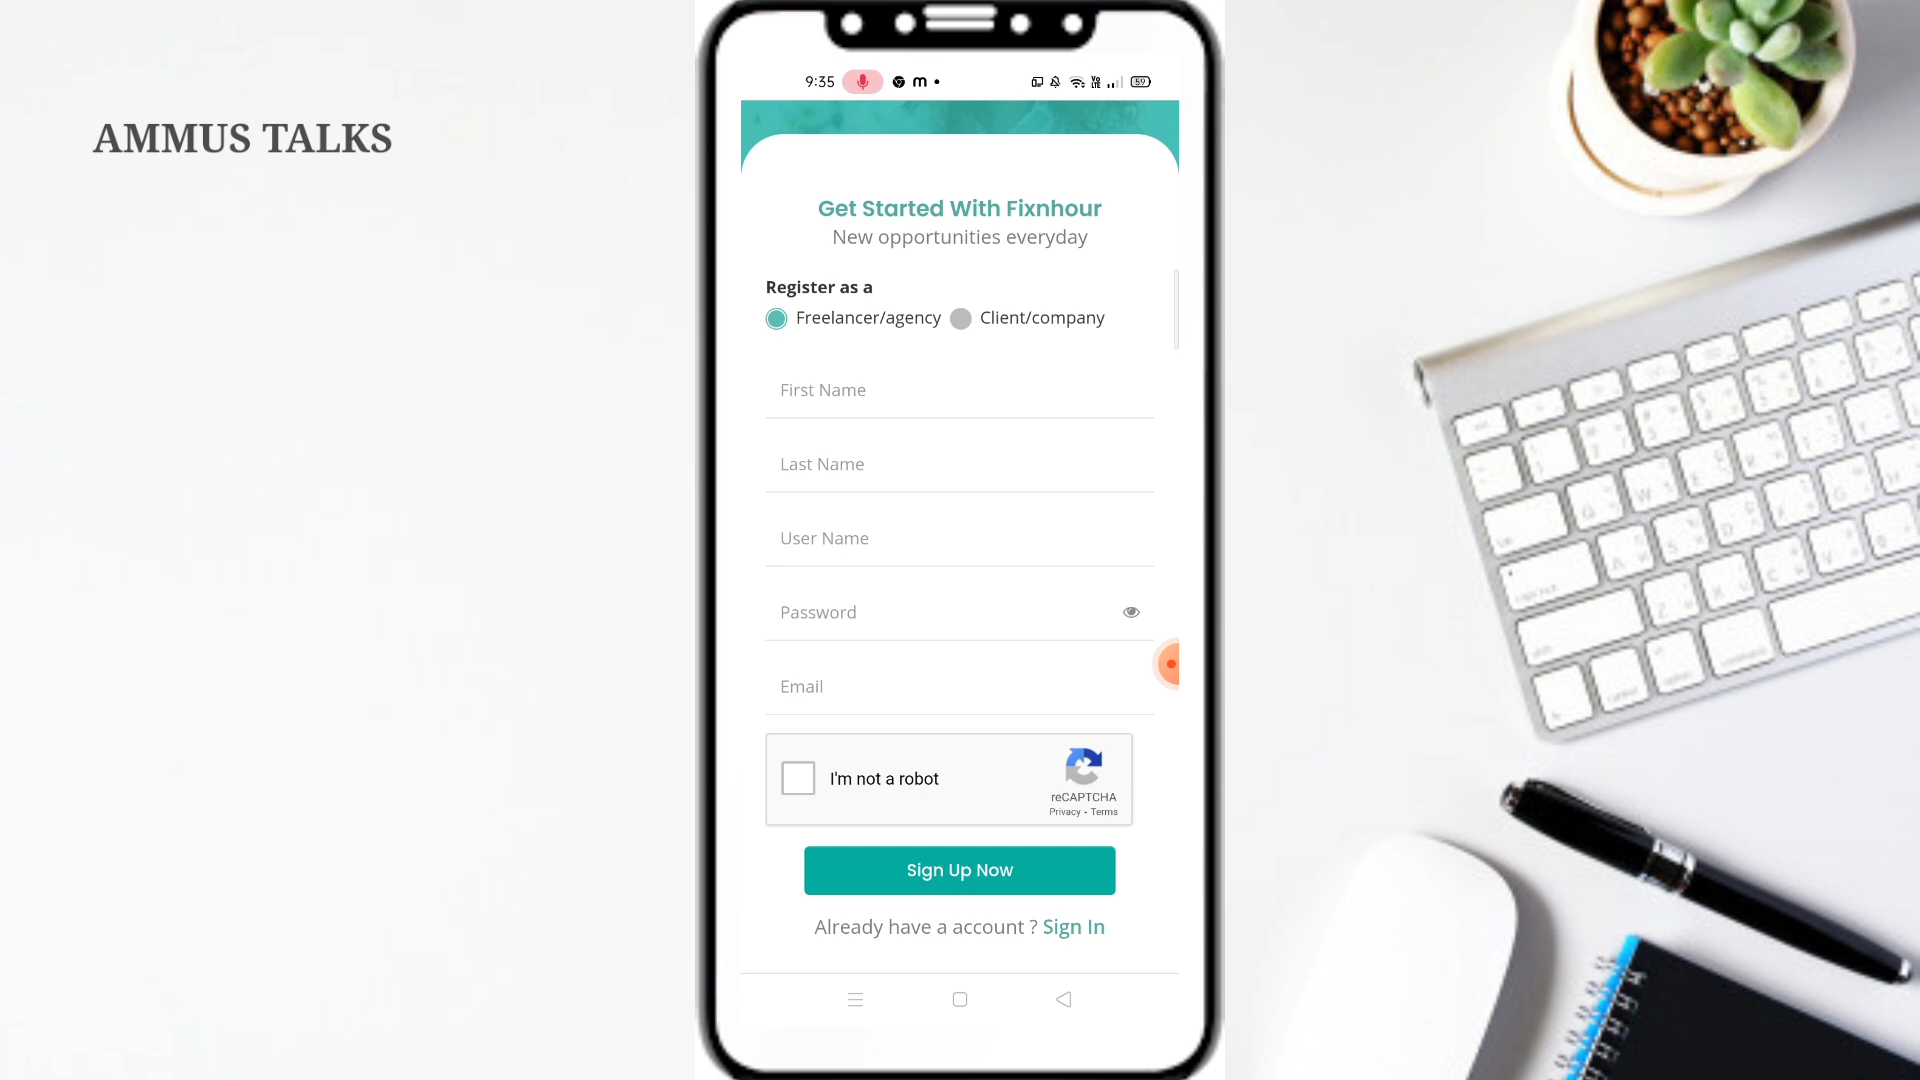 AMMUS TALKS
9:35
59
Get Started With Fixnhour
New opportunities everyday
Register as a
Freelancer/agency Client/company
First Name
Last Name
User Name
Password
Email
I'm not a robot
reCAPTCHA
Privacy - Terms
Sign Up Now
Already have a account ? Sign In